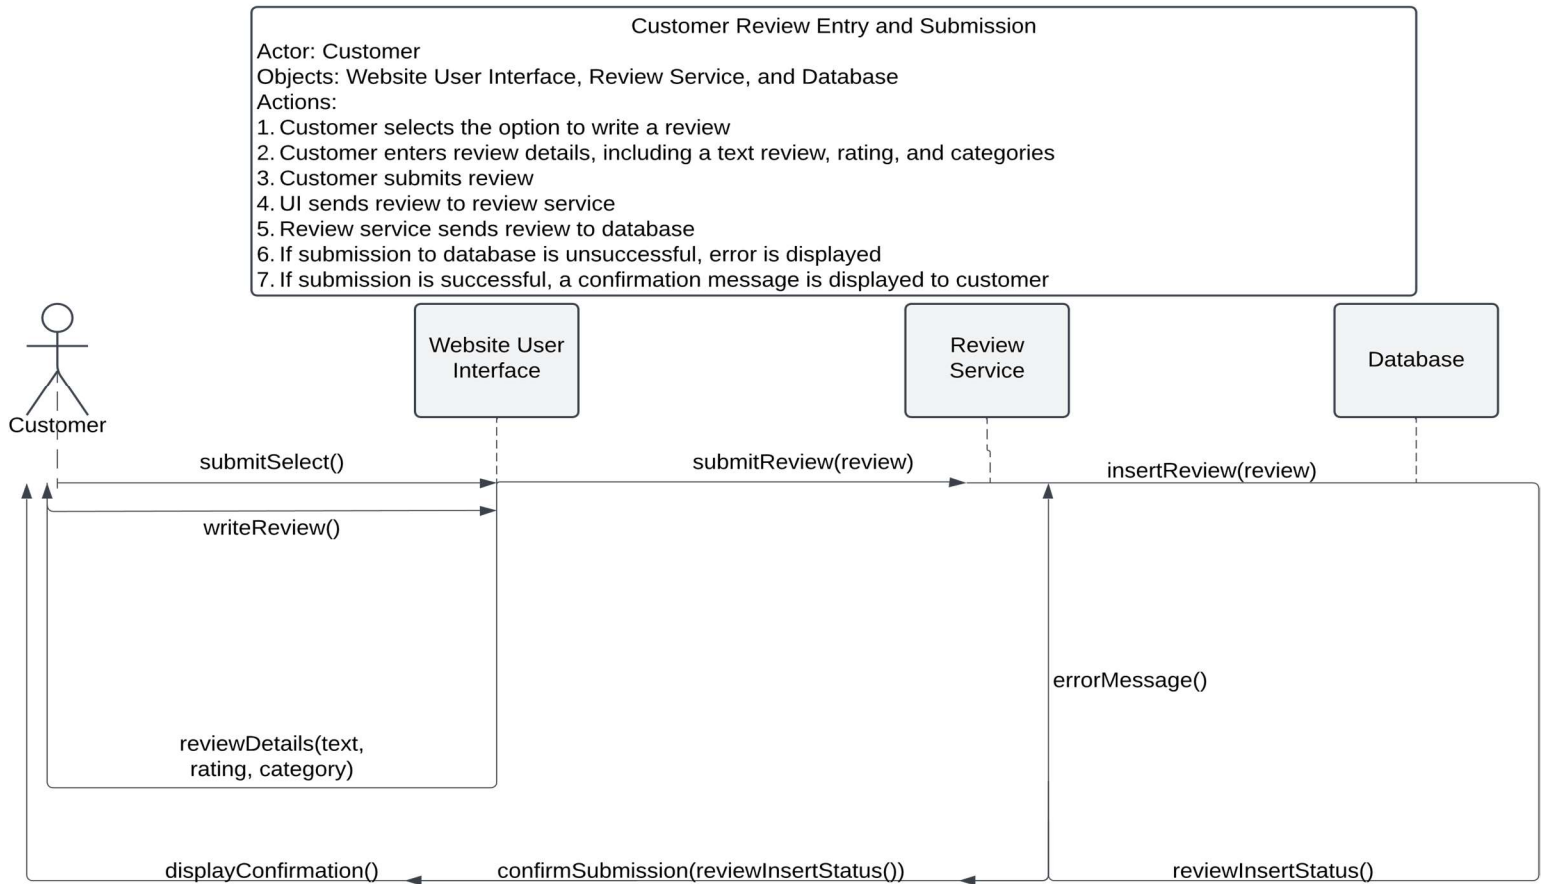 Customer Review Entry and Submission
Actor: Customer
Objects: Website User Interface, Review Service, and Database
Actions:
1. Customer selects the option to write a review
2. Customer enters review details, including a text review, rating, and categories
3. Customer submits review
4. UI sends review to review service
5. Review service sends review to database
6. If submission to database is unsuccessful, error is displayed
7. If submission is successful, a confirmation message is displayed to customer
Customer
Website User
Interface
Review
Service
Database
submitSelect()
submitReview(review)
insertReview(review)
writeReview()
errorMessage()
reviewDetails(text,
rating, category)
displayConfirmation()
confirmSubmission(reviewInsertStatus())
reviewInsertStatus()